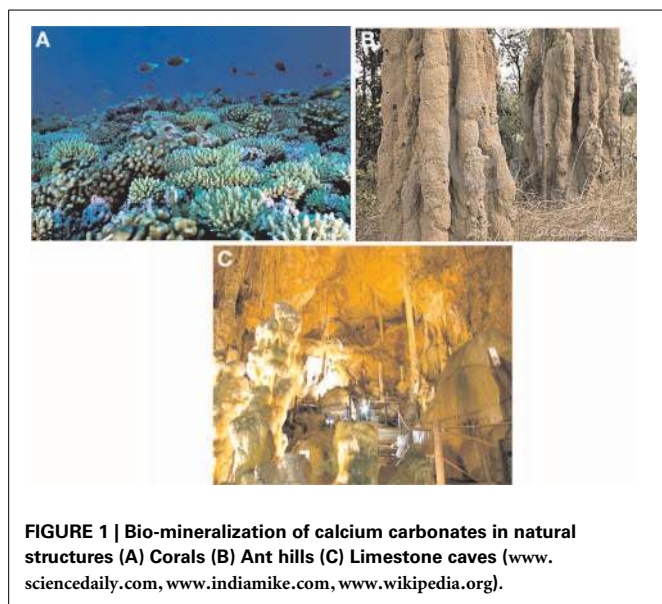 A
B
C
FIGURE 1 | Bio-mineralization of calcium carbonates in natural
structures (A) Corals (B) Ant hills (C) Limestone caves (www.
sciencedaily.com, www.indiamike.com, www.wikipedia.org).